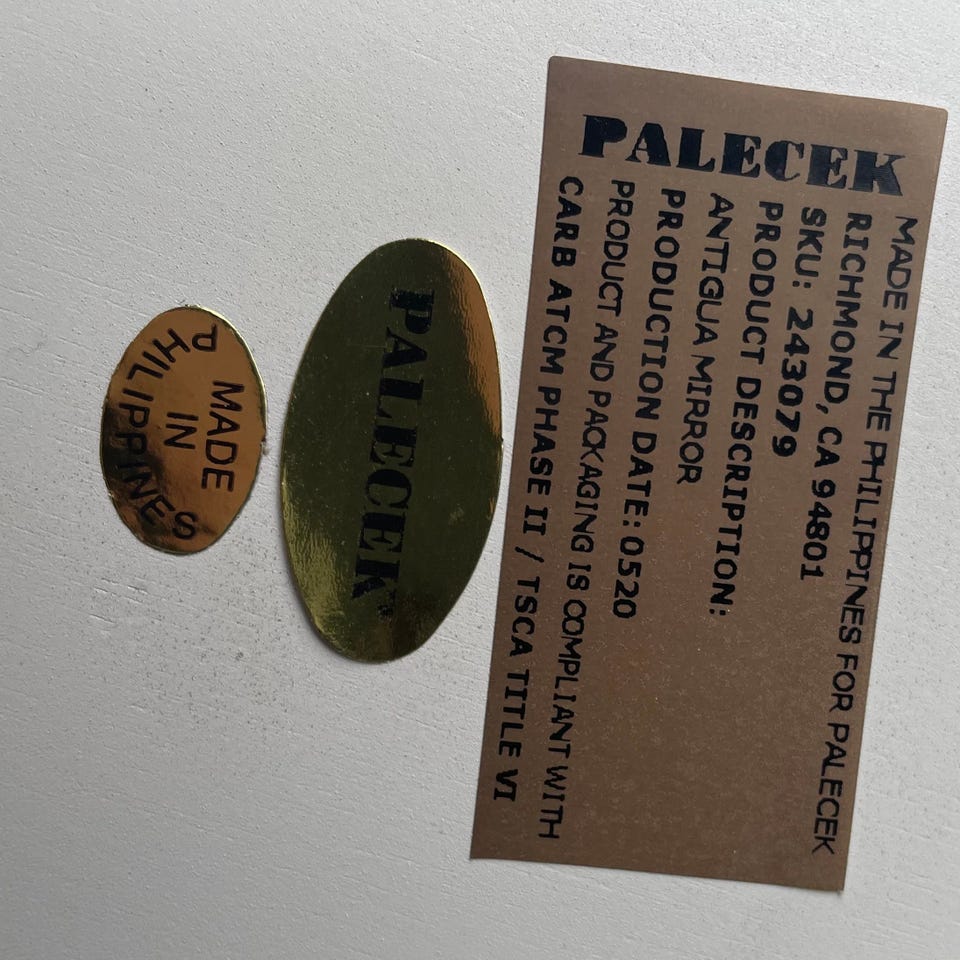 PALECEK
MADE IN THE PHILIPPINES FOR PALECEK
RICHMOND, CA 94801
SKU: 243079
PRODUCT DESCRIPTION:
ANTIGUA MIRROR
PRODUCTION DATE: 0520
PRODUCT AND PACKAGING IS COMPLIANT WITH
CARB ATCM PHASE II / TSCA TITLE VI
PALECEK
MADE
IN
PHILIPPINES